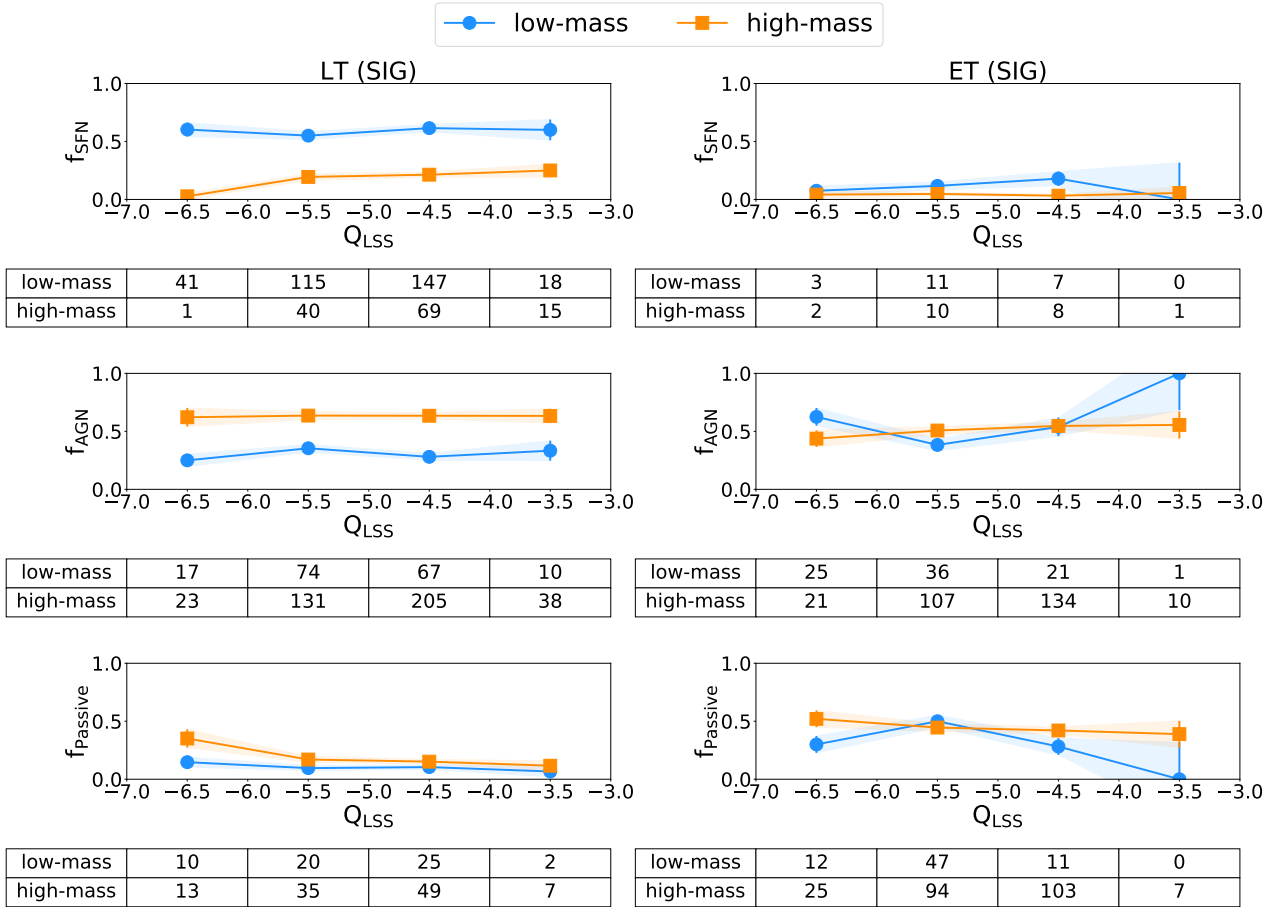 low-mass high-mass
LT (SIG)
1.0
0.5
0.0
f_SFN
−7.0 −6.5 −6.0 −5.5 −5.0 −4.5 −4.0 −3.5 −3.0
Q_LSS
low-mass 41 115 147 18
high-mass 1 40 69 15
ET (SIG)
1.0
0.5
0.0
f_SFN
−7.0 −6.5 −6.0 −5.5 −5.0 −4.5 −4.0 −3.5 −3.0
Q_LSS
low-mass 3 11 7 0
high-mass 2 10 8 1
1.0
0.5
0.0
f_AGN
−7.0 −6.5 −6.0 −5.5 −5.0 −4.5 −4.0 −3.5 −3.0
Q_LSS
low-mass 17 74 67 10
high-mass 23 131 205 38
1.0
0.5
0.0
f_AGN
−7.0 −6.5 −6.0 −5.5 −5.0 −4.5 −4.0 −3.5 −3.0
Q_LSS
low-mass 25 36 21 1
high-mass 21 107 134 10
1.0
0.5
0.0
f_Passive
−7.0 −6.5 −6.0 −5.5 −5.0 −4.5 −4.0 −3.5 −3.0
Q_LSS
low-mass 10 20 25 2
high-mass 13 35 49 7
1.0
0.5
0.0
f_Passive
−7.0 −6.5 −6.0 −5.5 −5.0 −4.5 −4.0 −3.5 −3.0
Q_LSS
low-mass 12 47 11 0
high-mass 25 94 103 7